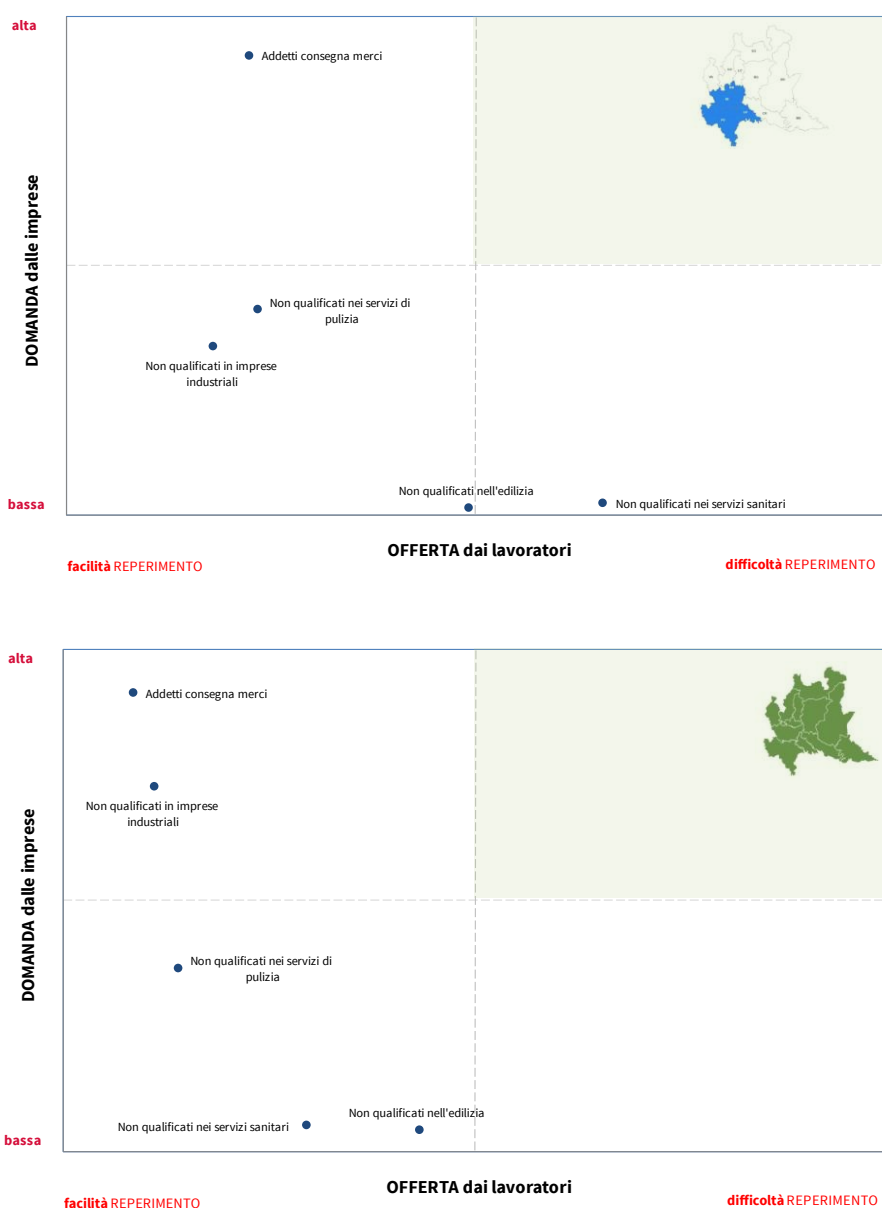 alta
Addetti consegna merci
DOMANDA dalle imprese
Non qualificati nei servizi di
pulizia
Non qualificati in imprese
industriali
Non qualificati nell'edilizia
bassa
Non qualificati nei servizi sanitari
OFFERTA dai lavoratori
facilità REPERIMENTO
difficoltà REPERIMENTO
alta
Addetti consegna merci
Non qualificati in imprese
industriali
DOMANDA dalle imprese
Non qualificati nei servizi di
pulizia
Non qualificati nell'edilizia
Non qualificati nei servizi sanitari
bassa
OFFERTA dai lavoratori
facilità REPERIMENTO
difficoltà REPERIMENTO